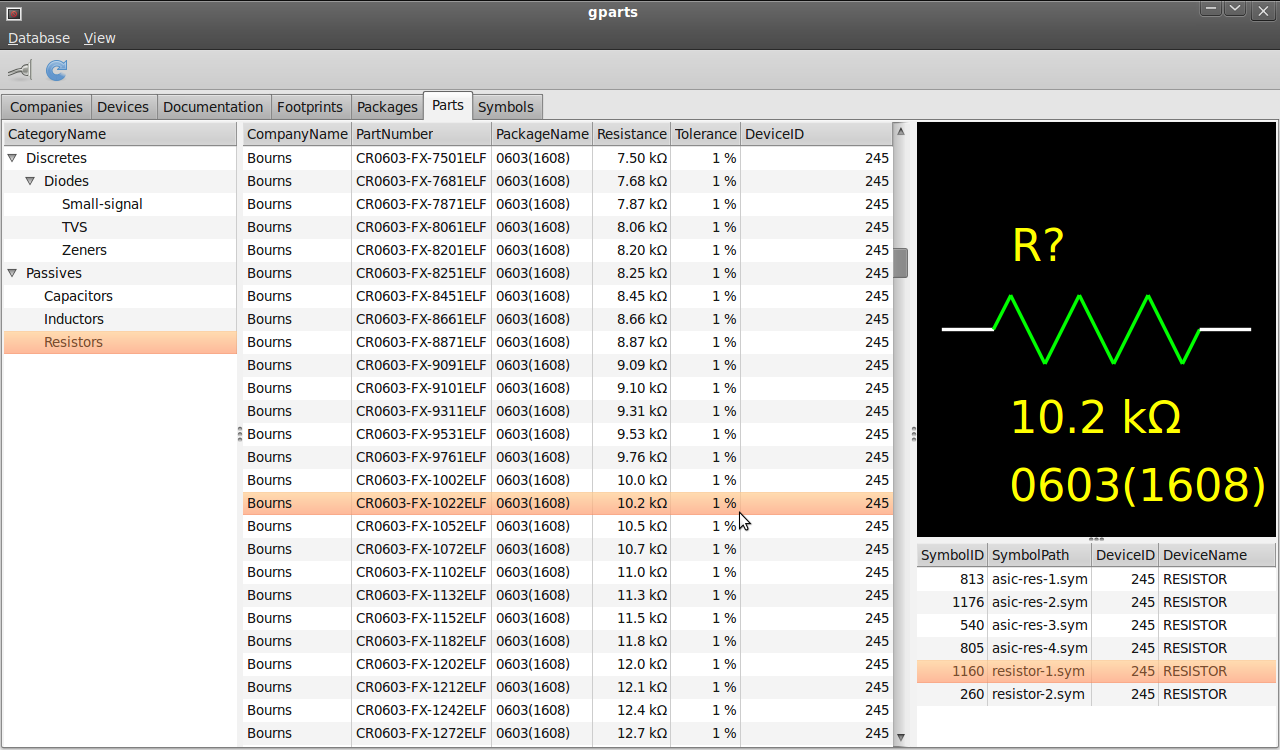 gparts
Database View
Companies Devices Documentation Footprints Packages Parts Symbols
CategoryName
Discretes
Diodes
Small-signal
TVS
Zeners
Passives
Capacitors
Inductors
Resistors
CompanyName PartNumber PackageName Resistance Tolerance DeviceID
Bourns CR0603-FX-7501ELF 0603(1608) 7.50 kΩ 1 % 245
Bourns CR0603-FX-7681ELF 0603(1608) 7.68 kΩ 1 % 245
Bourns CR0603-FX-7871ELF 0603(1608) 7.87 kΩ 1 % 245
Bourns CR0603-FX-8061ELF 0603(1608) 8.06 kΩ 1 % 245
Bourns CR0603-FX-8201ELF 0603(1608) 8.20 kΩ 1 % 245
Bourns CR0603-FX-8251ELF 0603(1608) 8.25 kΩ 1 % 245
Bourns CR0603-FX-8451ELF 0603(1608) 8.45 kΩ 1 % 245
Bourns CR0603-FX-8661ELF 0603(1608) 8.66 kΩ 1 % 245
Bourns CR0603-FX-8871ELF 0603(1608) 8.87 kΩ 1 % 245
Bourns CR0603-FX-9091ELF 0603(1608) 9.09 kΩ 1 % 245
Bourns CR0603-FX-9101ELF 0603(1608) 9.10 kΩ 1 % 245
Bourns CR0603-FX-9311ELF 0603(1608) 9.31 kΩ 1 % 245
Bourns CR0603-FX-9531ELF 0603(1608) 9.53 kΩ 1 % 245
Bourns CR0603-FX-9761ELF 0603(1608) 9.76 kΩ 1 % 245
Bourns CR0603-FX-1002ELF 0603(1608) 10.0 kΩ 1 % 245
Bourns CR0603-FX-1022ELF 0603(1608) 10.2 kΩ 1 % 245
Bourns CR0603-FX-1052ELF 0603(1608) 10.5 kΩ 1 % 245
Bourns CR0603-FX-1072ELF 0603(1608) 10.7 kΩ 1 % 245
Bourns CR0603-FX-1102ELF 0603(1608) 11.0 kΩ 1 % 245
Bourns CR0603-FX-1132ELF 0603(1608) 11.3 kΩ 1 % 245
Bourns CR0603-FX-1152ELF 0603(1608) 11.5 kΩ 1 % 245
Bourns CR0603-FX-1182ELF 0603(1608) 11.8 kΩ 1 % 245
Bourns CR0603-FX-1202ELF 0603(1608) 12.0 kΩ 1 % 245
Bourns CR0603-FX-1212ELF 0603(1608) 12.1 kΩ 1 % 245
Bourns CR0603-FX-1242ELF 0603(1608) 12.4 kΩ 1 % 245
Bourns CR0603-FX-1272ELF 0603(1608) 12.7 kΩ 1 % 245
R?
10.2 kΩ
0603(1608)
SymbolID SymbolPath DeviceID DeviceName
813 asic-res-1.sym 245 RESISTOR
1176 asic-res-2.sym 245 RESISTOR
540 asic-res-3.sym 245 RESISTOR
805 asic-res-4.sym 245 RESISTOR
1160 resistor-1.sym 245 RESISTOR
260 resistor-2.sym 245 RESISTOR